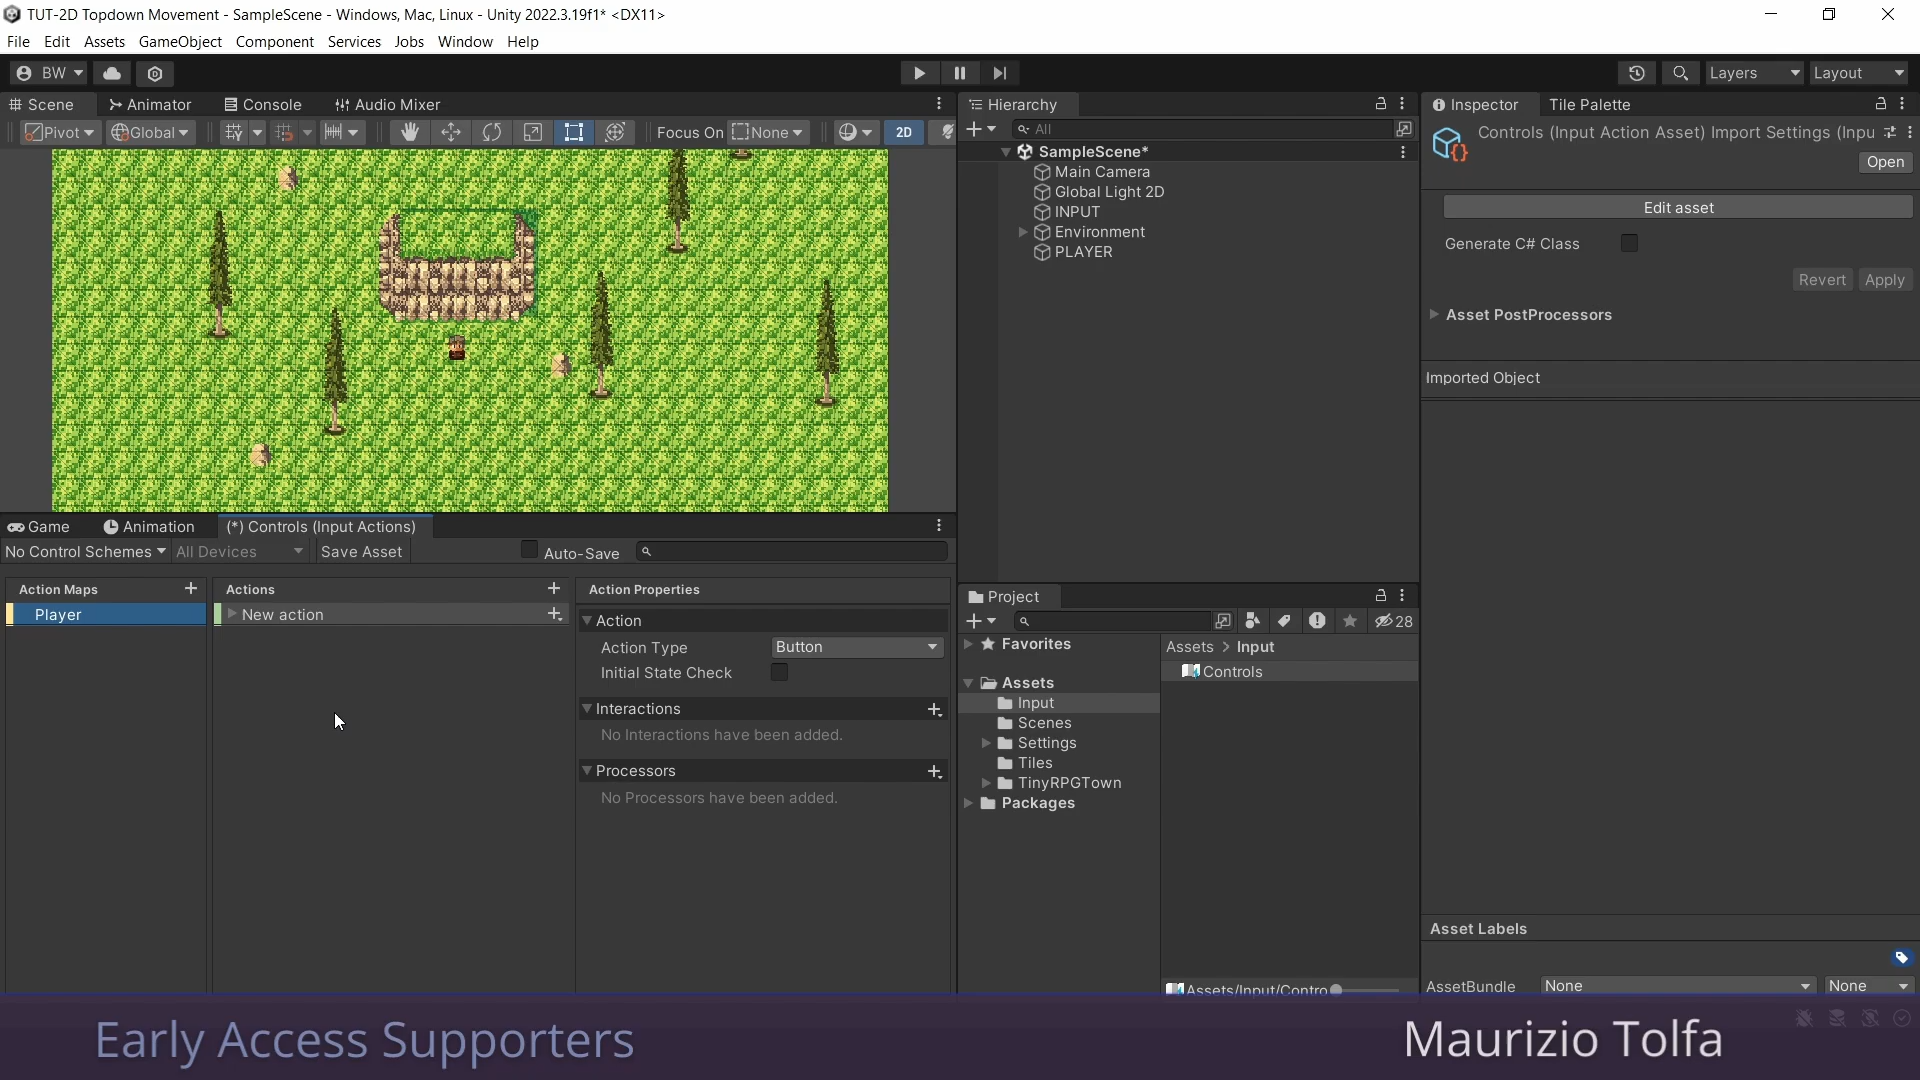 TUT-2D Topdown Movement - SampleScene - Windows, Mac, Linux - Unity 2022.3.19f1* <DX11>
File Edit Assets GameObject Component Services Jobs Window Help
BW Layers Layout
Scene Animator Console Audio Mixer
Pivot Global Focus On None 2D
Hierarchy
All
SampleScene*
Main Camera
Global Light 2D
INPUT
Environment
PLAYER
Inspector Tile Palette
Controls (Input Action Asset) Import Settings (Inpu
Open
Edit asset
Generate C# Class
Revert Apply
Asset PostProcessors
Imported Object
Game Animation (*) Controls (Input Actions)
No Control Schemes All Devices Save Asset Auto-Save
Action Maps Actions Action Properties
Player New action
Action
Action Type Button
Initial State Check
Interactions
No Interactions have been added.
Processors
No Processors have been added.
Project
28
Favorites
Assets
Input
Scenes
Settings
Tiles
TinyRPGTown
Packages
Assets > Input
Controls
Assets/Input/Contro
Asset Labels
AssetBundle None None
Early Access Supporters Maurizio Tolfa